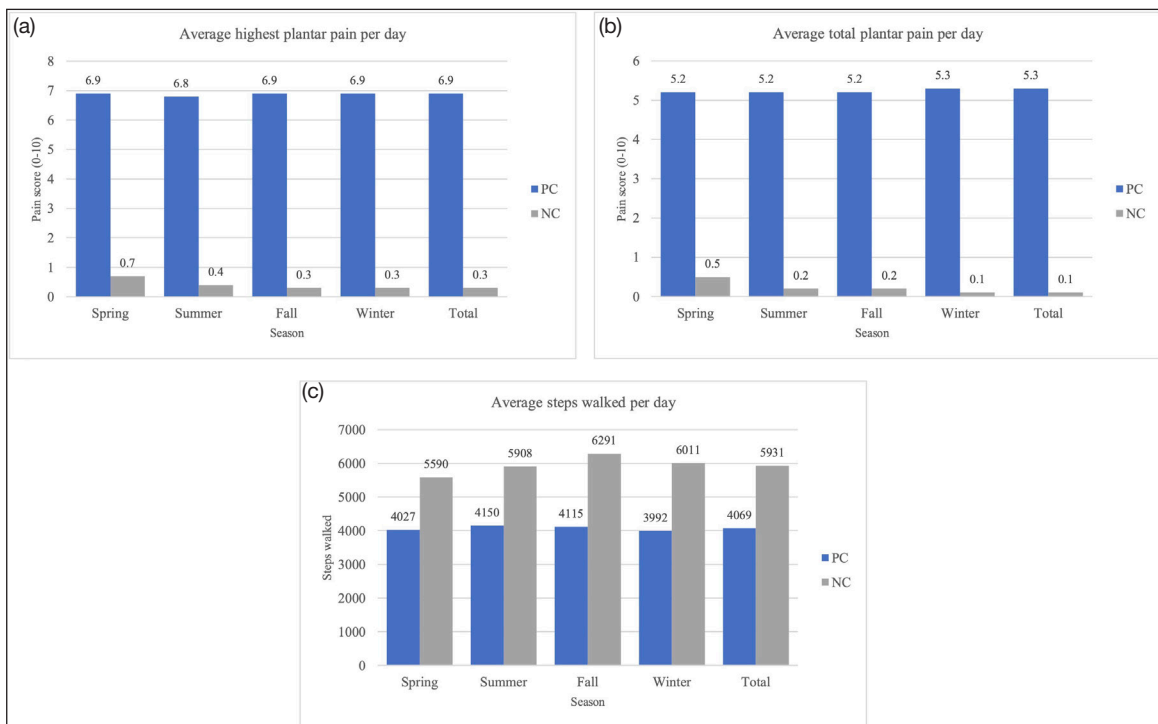 (a)
Average highest plantar pain per day
Pain score (0-10)
8
7
6
5
4
3
2
1
0
6.9
6.8
6.9
6.9
6.9
0.7
0.4
0.3
0.3
0.3
Spring
Summer
Fall
Winter
Total
Season
PC
NC
(b)
Average total plantar pain per day
Pain score (0-10)
6
5
4
3
2
1
0
5.2
5.2
5.2
5.3
5.3
0.5
0.2
0.2
0.1
0.1
Spring
Summer
Fall
Winter
Total
Season
PC
NC
(c)
Average steps walked per day
Steps walked
7000
6000
5000
4000
3000
2000
1000
0
4027
5590
4150
5908
4115
6291
3992
6011
4069
5931
Spring
Summer
Fall
Winter
Total
Season
PC
NC